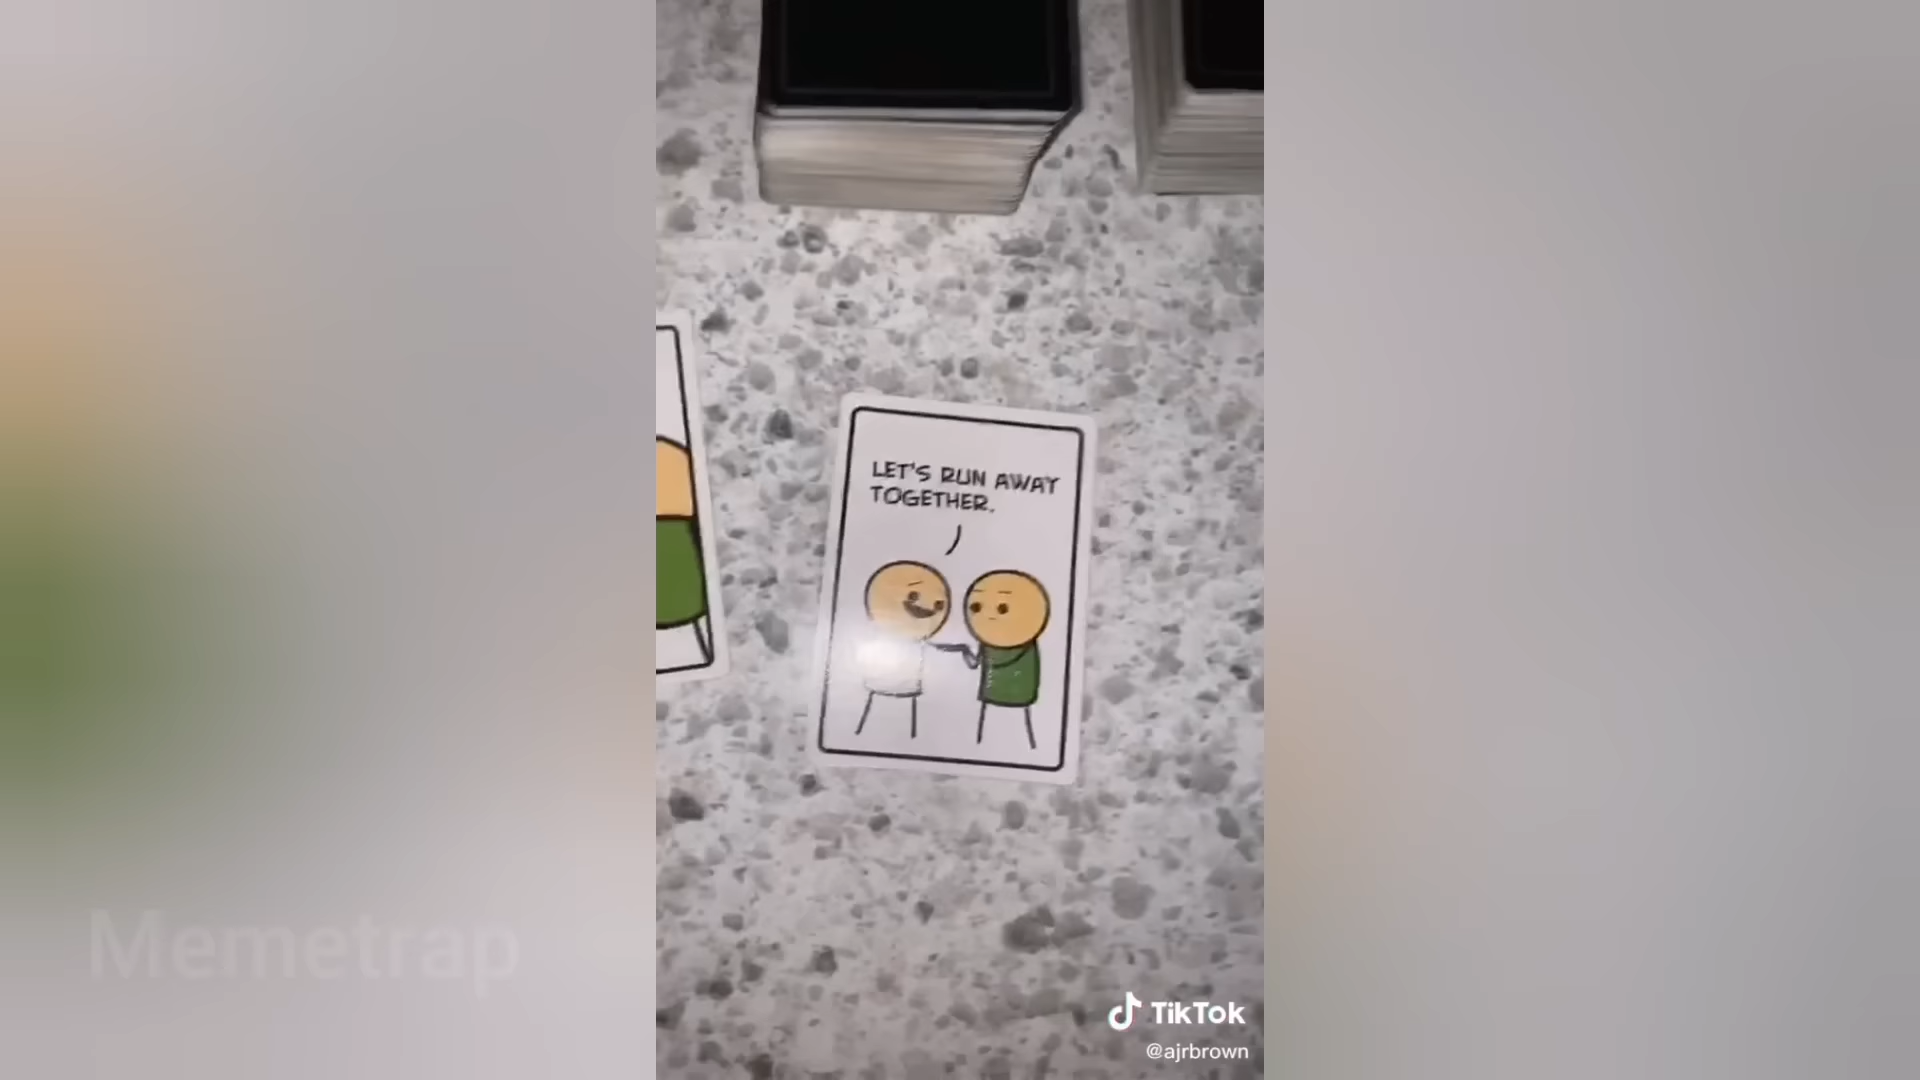 LET'S RUN AWAY
TOGETHER.
Memetrap
TikTok
@ajrbrown